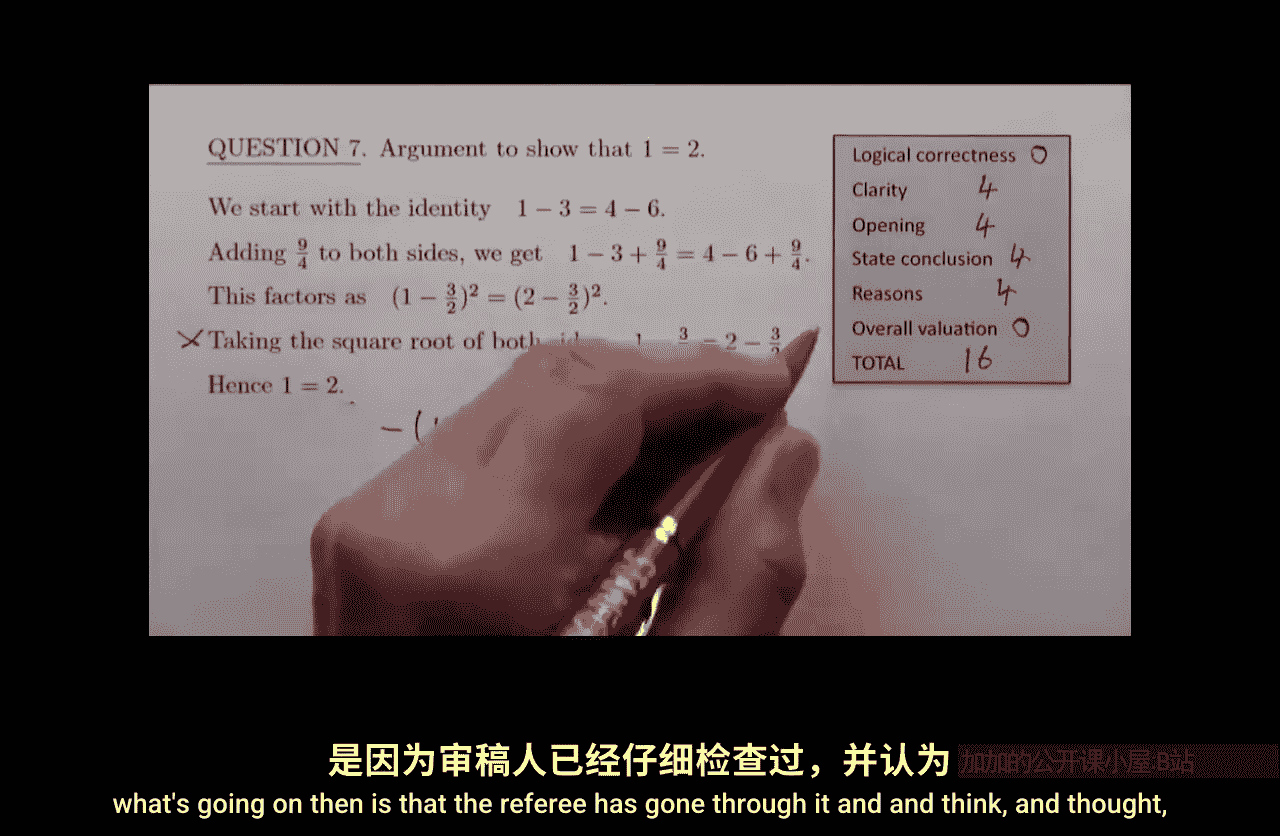 QUESTION 7. Argument to show that 1 = 2.
We start with the identity 1 − 3 = 4 − 6.
Adding 9/4 to both sides, we get 1 − 3 + 9/4 = 4 − 6 + 9/4.
This factors as (1 − 3/2)² = (2 − 3/2)².
✗ Taking the square root of both 1 − 3 = 2 − 3/2
Hence 1 = 2.
− (
Logical correctness 0
Clarity 4
Opening 4
State conclusion 4
Reasons 4
Overall valuation 0
TOTAL 16
是因为审稿人已经仔细检查过，并认为
加加的公开课小屋 B站
what's going on then is that the referee has gone through it and and think, and thought,